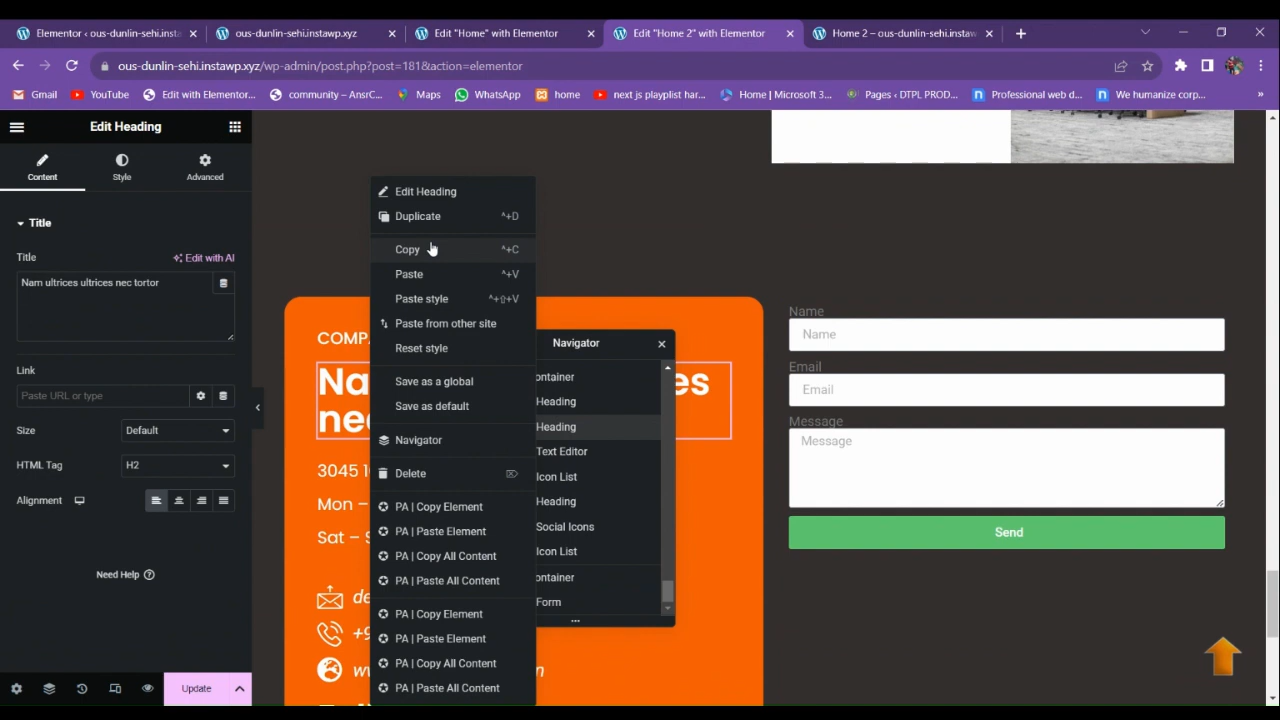 Elementor < ous-dunlin-sehi.insta
ous-dunlin-sehi.instawp.xyz
Edit "Home" with Elementor
Edit "Home 2" with Elementor
Home 2 – ous-dunlin-sehi.instaw
ous-dunlin-sehi.instawp.xyz/wp-admin/post.php?post=181&action=elementor
Gmail
YouTube
Edit with Elementor...
community – AnsrC...
Maps
WhatsApp
home
next js playplist har...
Home | Microsoft 3...
Pages ‹ DTPL PROD...
Professional web d...
We humanize corp...
Edit Heading
Content
Style
Advanced
Title
Title
Edit with AI
Nam ultrices ultrices nec tortor
Link
Paste URL or type
Size
Default
HTML Tag
H2
Alignment
Need Help
Update
Edit Heading
Duplicate ^+D
Copy ^+C
Paste ^+V
Paste style ^+⇧+V
Paste from other site
Reset style
Save as a global
Save as default
Navigator
Delete
PA | Copy Element
PA | Paste Element
PA | Copy All Content
PA | Paste All Content
PA | Copy Element
PA | Paste Element
PA | Copy All Content
PA | Paste All Content
Navigator
ontainer
Heading
Heading
Text Editor
Icon List
Heading
Social Icons
Icon List
ontainer
Form
COMP
Na es
ne
3045 1
Mon –
Sat – S
de
+9
ww n
Name
Name
Email
Email
Message
Message
Send